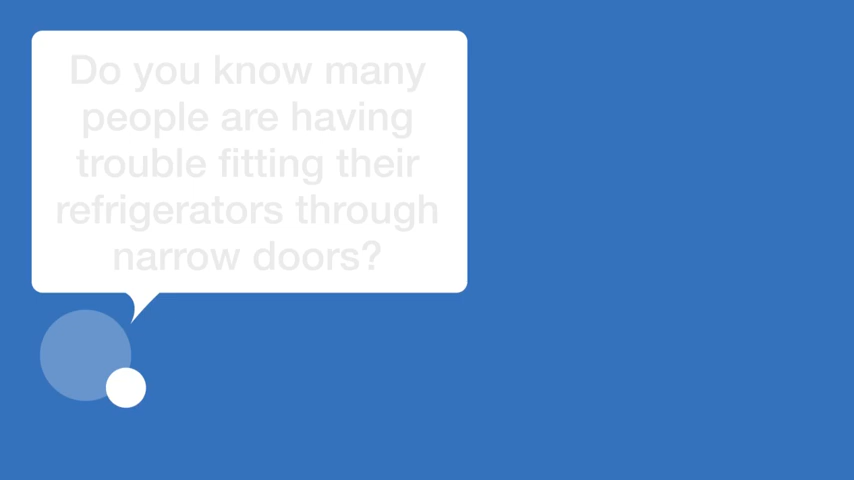 Do you know many
people are having
trouble fitting their
refrigerators through
narrow doors?